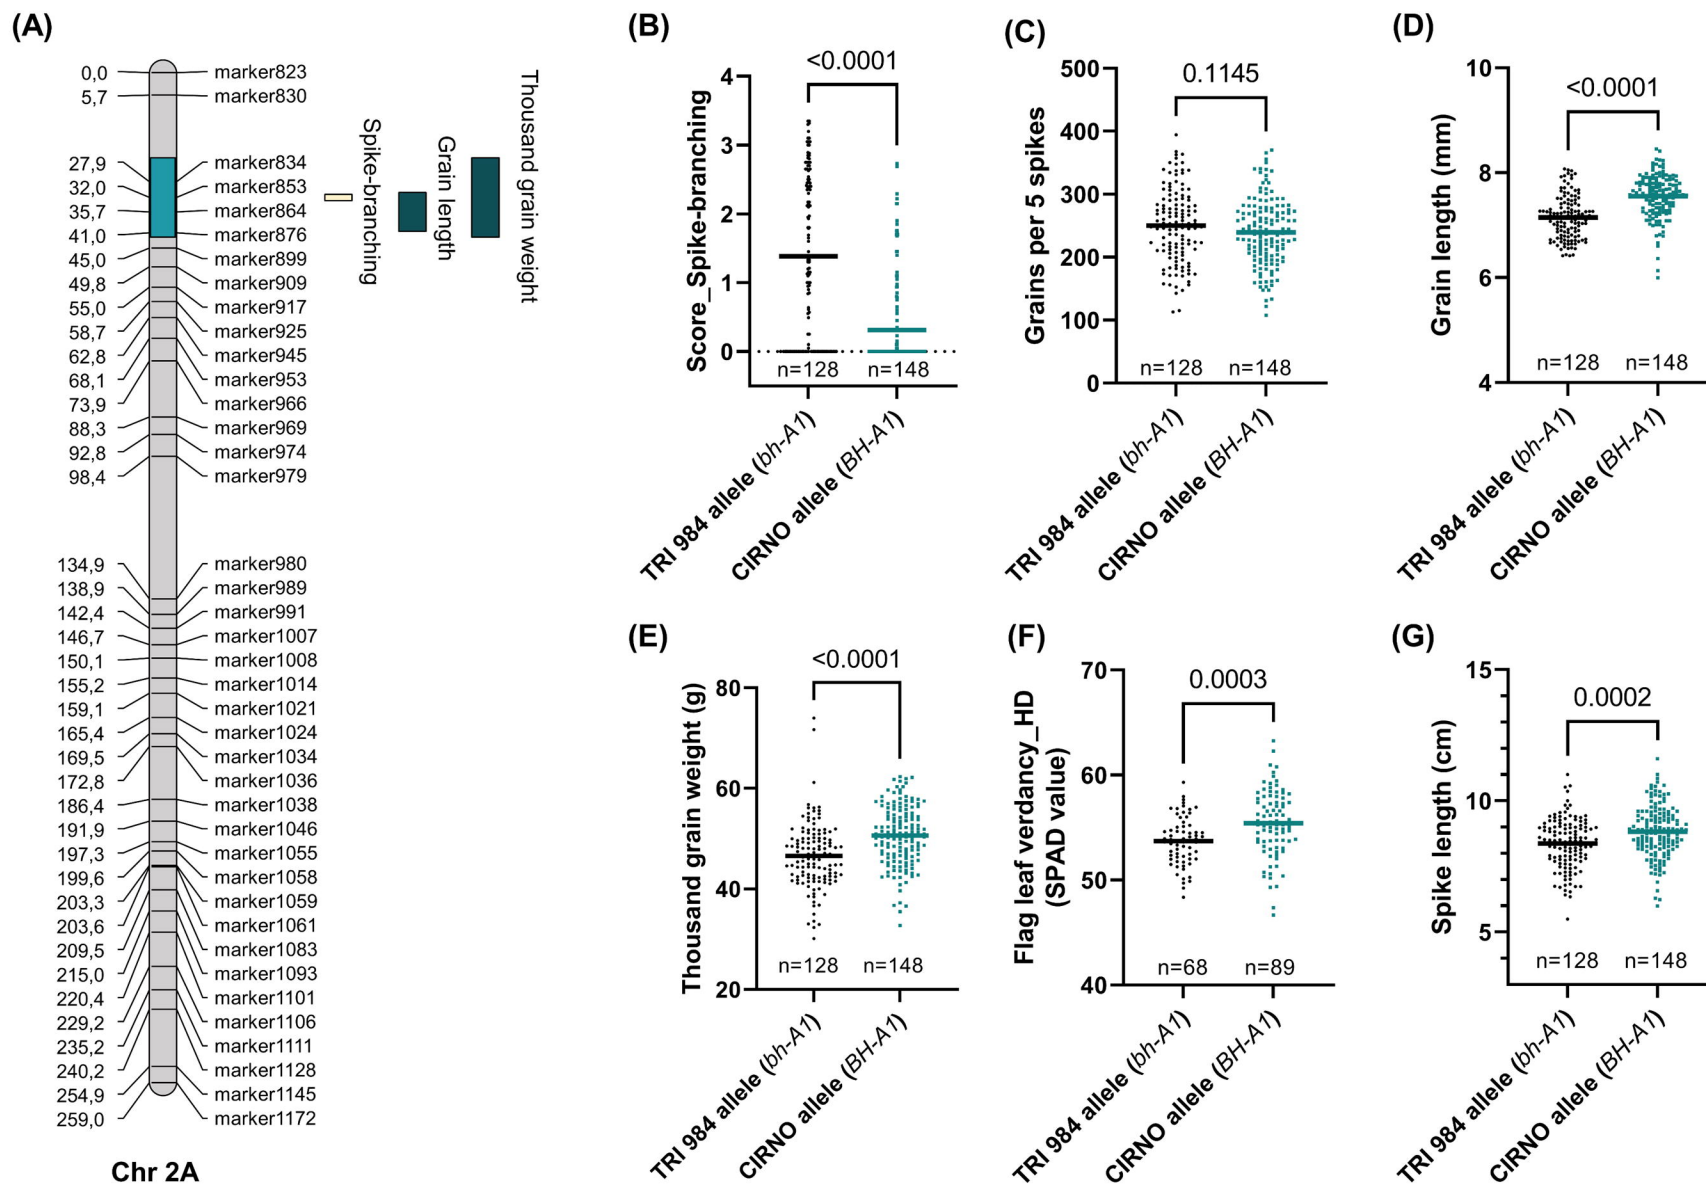 (A)
0,0 marker823
5,7 marker830
27,9 marker834
32,0 marker853
35,7 marker864
41,0 marker876
45,0 marker899
49,8 marker909
55,0 marker917
58,7 marker925
62,8 marker945
68,1 marker953
73,9 marker966
88,3 marker969
92,8 marker974
98,4 marker979
134,9 marker980
138,9 marker989
142,4 marker991
146,7 marker1007
150,1 marker1008
155,2 marker1014
159,1 marker1021
165,4 marker1024
169,5 marker1034
172,8 marker1036
186,4 marker1038
191,9 marker1046
197,3 marker1055
199,6 marker1058
203,3 marker1059
203,6 marker1061
209,5 marker1083
215,0 marker1093
220,4 marker1101
229,2 marker1106
235,2 marker1111
240,2 marker1128
254,9 marker1145
259,0 marker1172
Chr 2A
Spike-branching
Grain length
Thousand grain weight
(B)
<0.0001
Score_Spike-branching
4
3
2
1
0
n=128 n=148
TRI 984 allele (bh-A1)
CIRNO allele (BH-A1)
(C)
0.1145
Grains per 5 spikes
500
400
300
200
100
0
n=128 n=148
TRI 984 allele (bh-A1)
CIRNO allele (BH-A1)
(D)
<0.0001
Grain length (mm)
10
8
6
4
n=128 n=148
TRI 984 allele (bh-A1)
CIRNO allele (BH-A1)
(E)
<0.0001
Thousand grain weight (g)
80
60
40
20
n=128 n=148
TRI 984 allele (bh-A1)
CIRNO allele (BH-A1)
(F)
0.0003
Flag leaf verdancy_HD
(SPAD value)
70
60
50
40
n=68 n=89
TRI 984 allele (bh-A1)
CIRNO allele (BH-A1)
(G)
0.0002
Spike length (cm)
15
10
5
n=128 n=148
TRI 984 allele (bh-A1)
CIRNO allele (BH-A1)